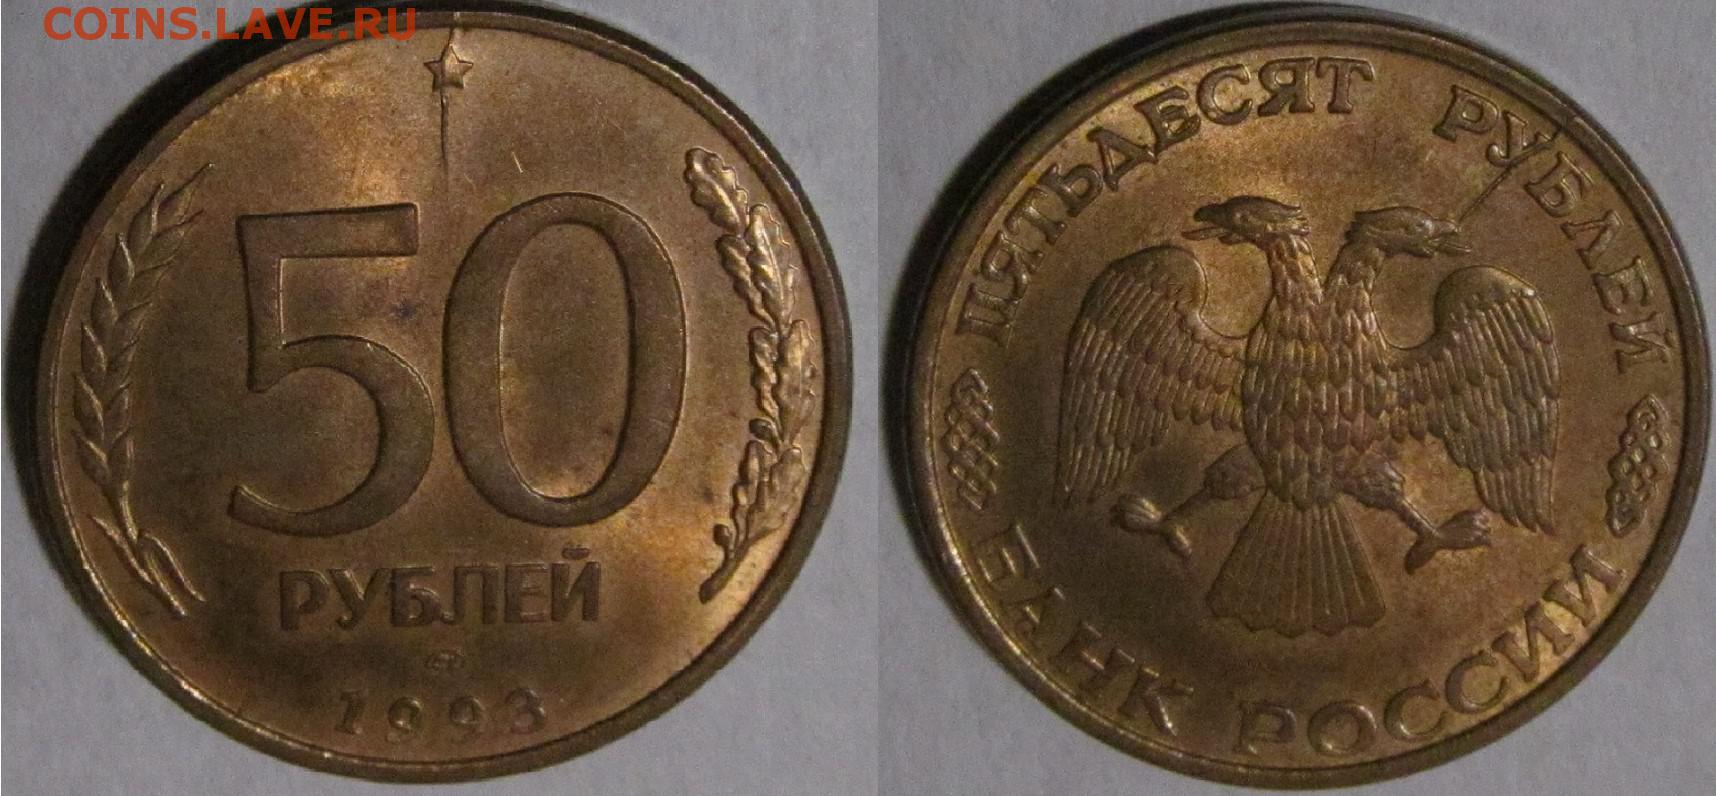 COINS.LAVE.RU
50
РУБЛЕЙ
1993
ПЯТЬДЕСЯТ РУБЛЕЙ
БАНК РОССИИ